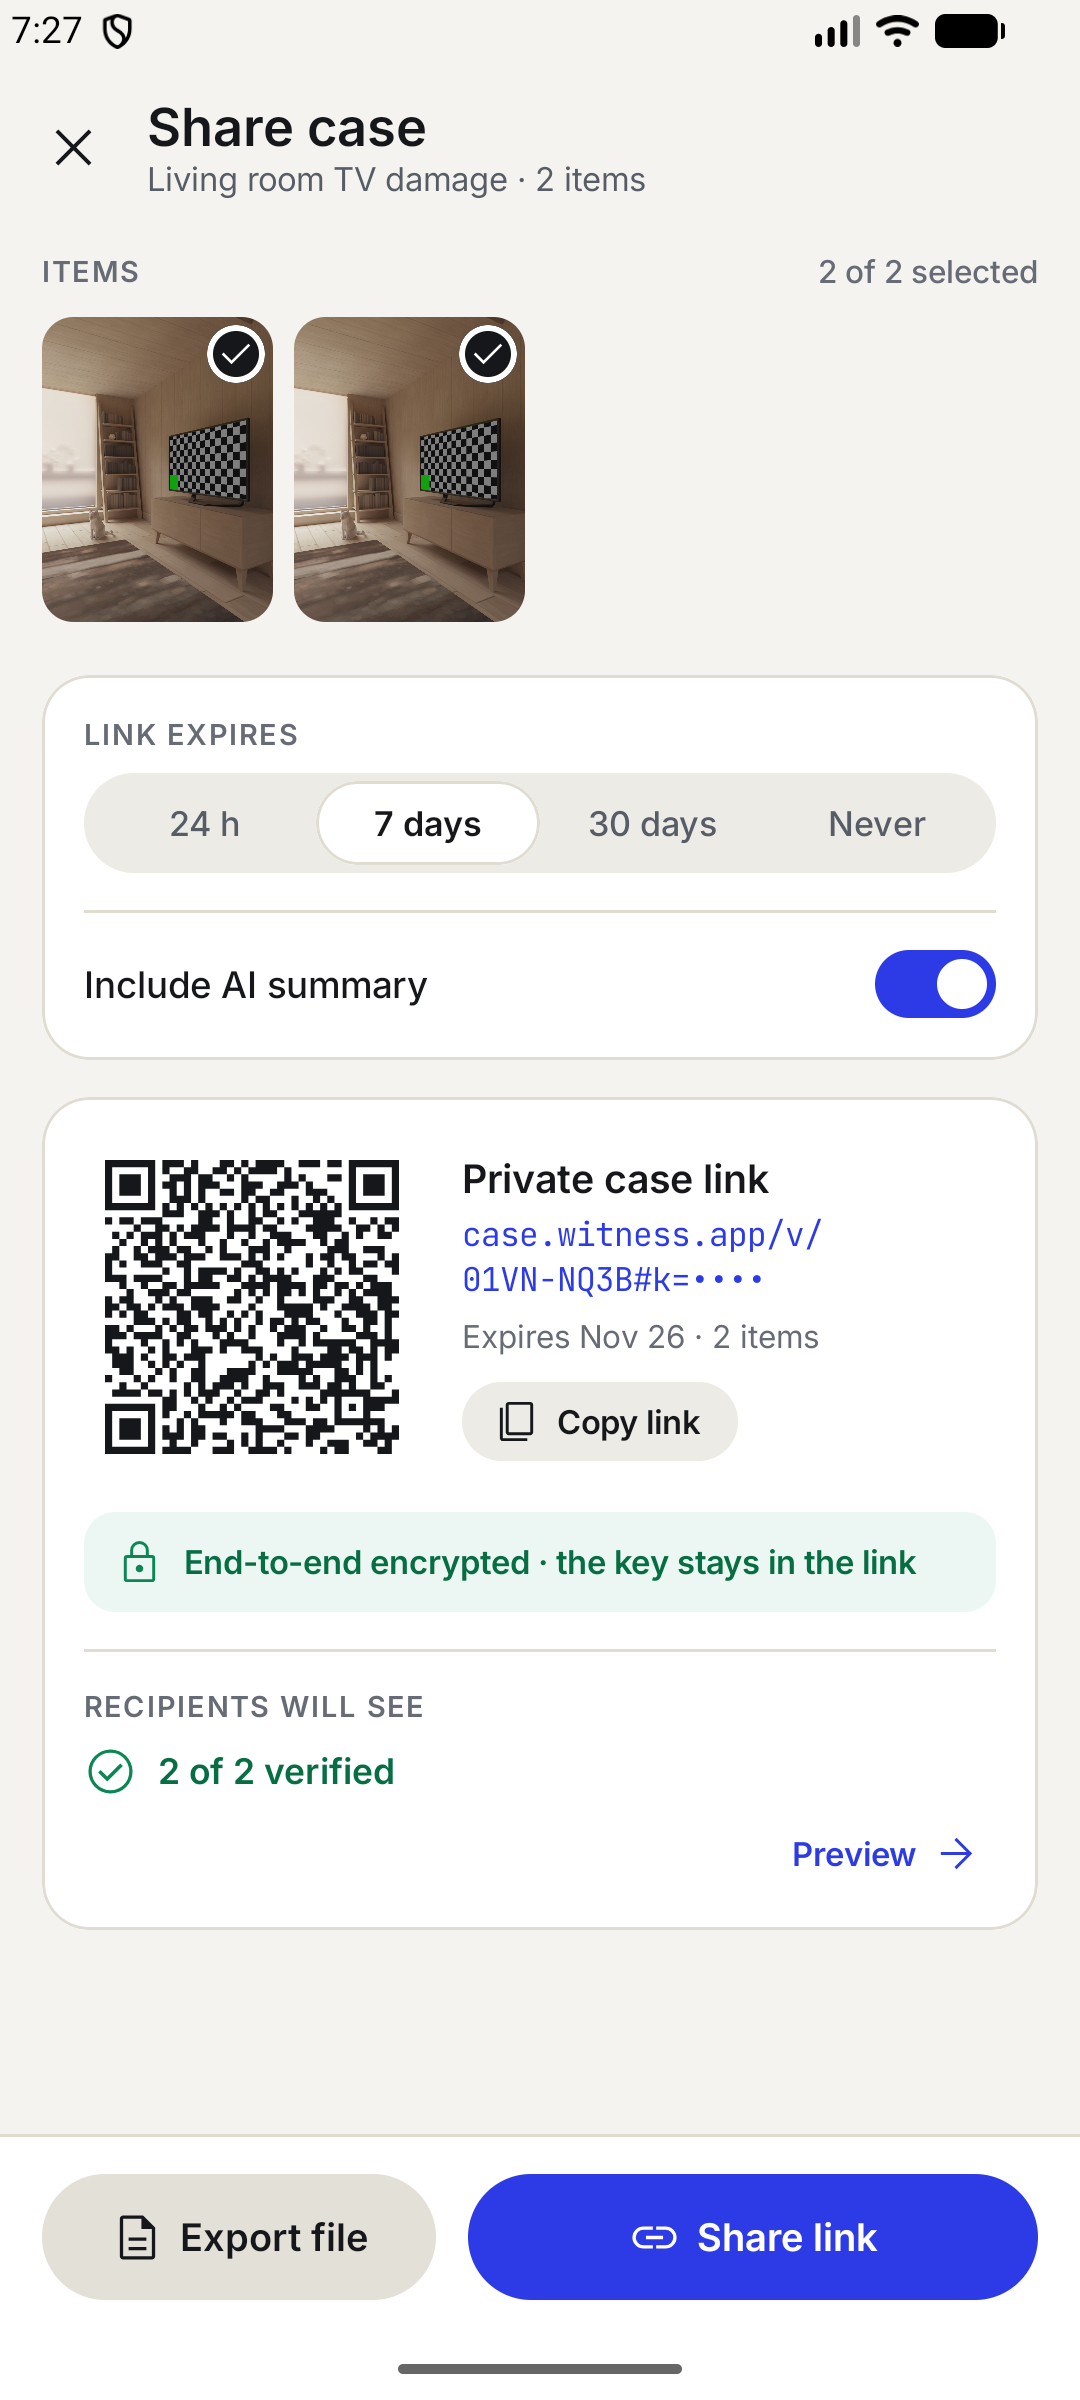 7:27
Share case
Living room TV damage · 2 items
ITEMS
2 of 2 selected
LINK EXPIRES
24 h
7 days
30 days
Never
Include AI summary
Private case link
case.witness.app/v/
01VN-NQ3B#k=••••
Expires Nov 26 · 2 items
Copy link
End-to-end encrypted · the key stays in the link
RECIPIENTS WILL SEE
2 of 2 verified
Preview
Export file
Share link